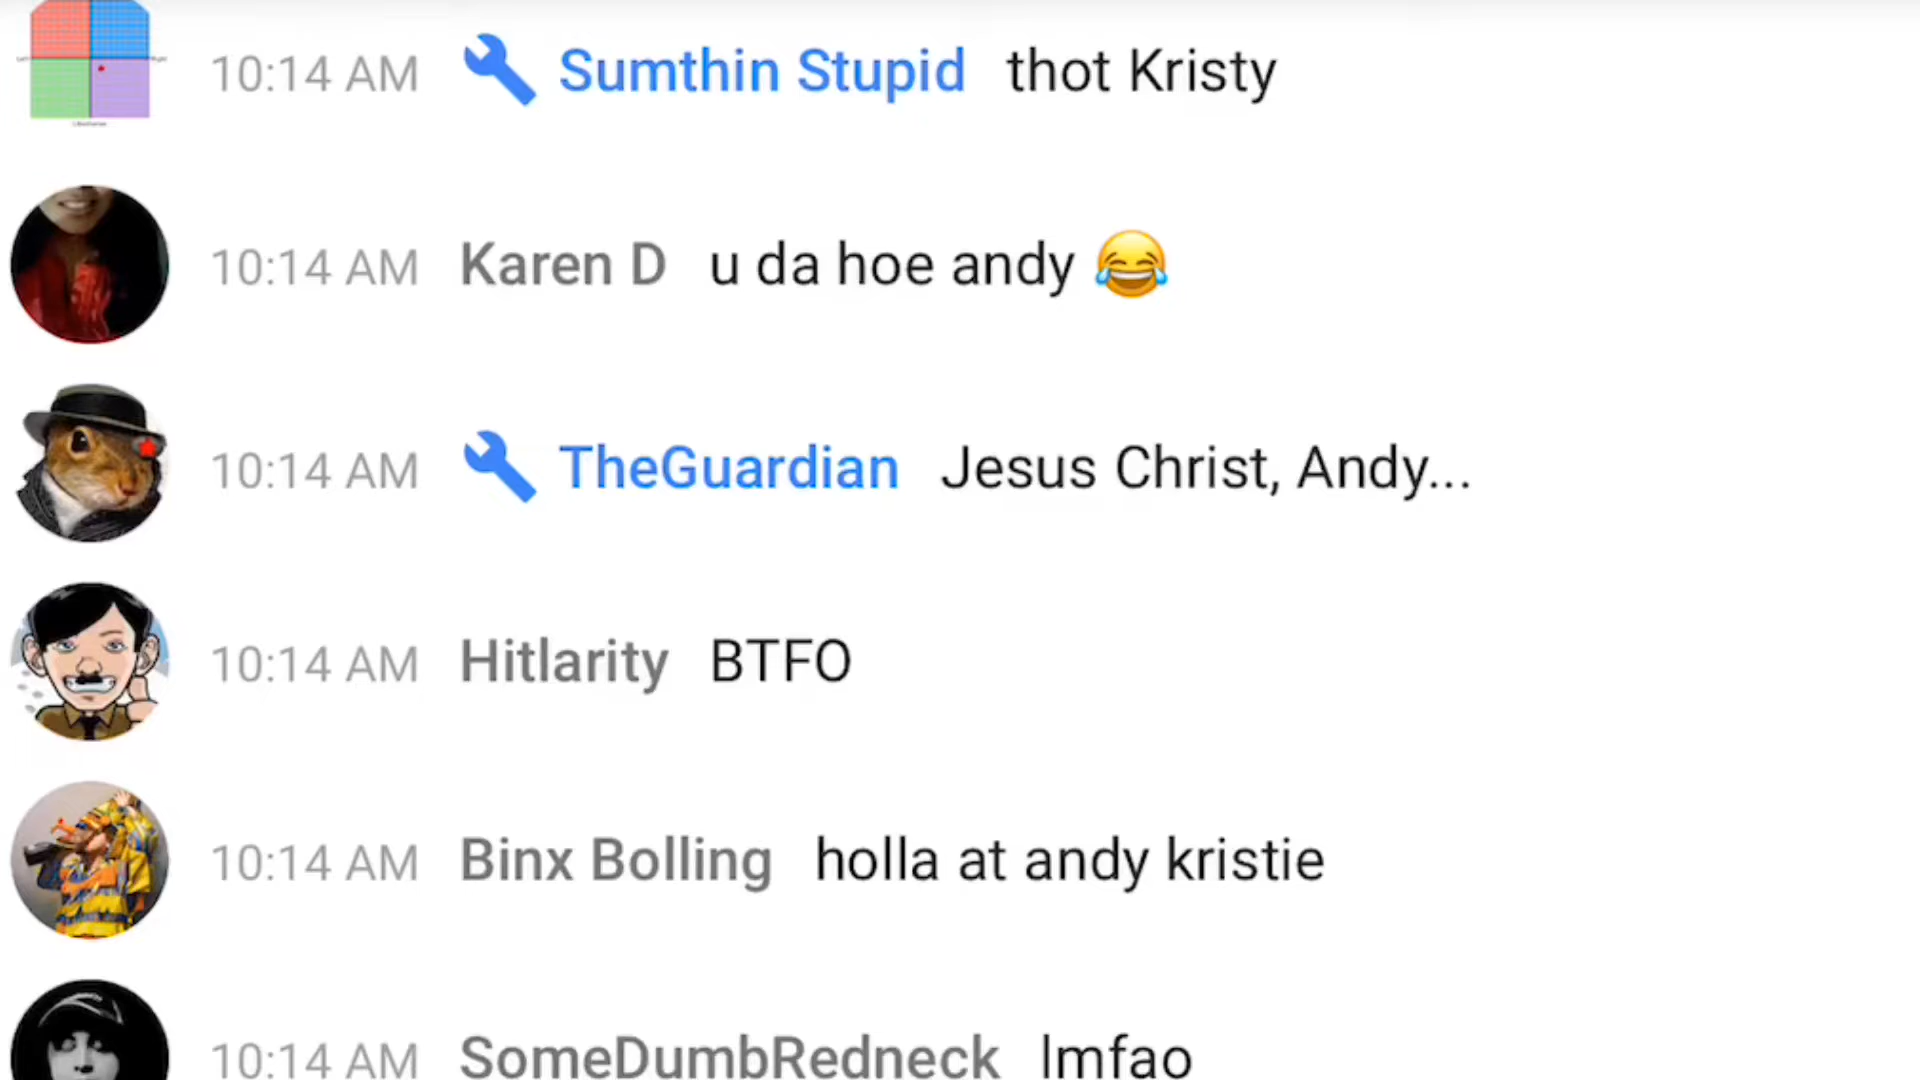 10:14 AM Sumthin Stupid thot Kristy
10:14 AM Karen D u da hoe andy 😂
10:14 AM TheGuardian Jesus Christ, Andy...
10:14 AM Hitlarity BTFO
10:14 AM Binx Bolling holla at andy kristie
10:14 AM SomeDumbRedneck lmfao